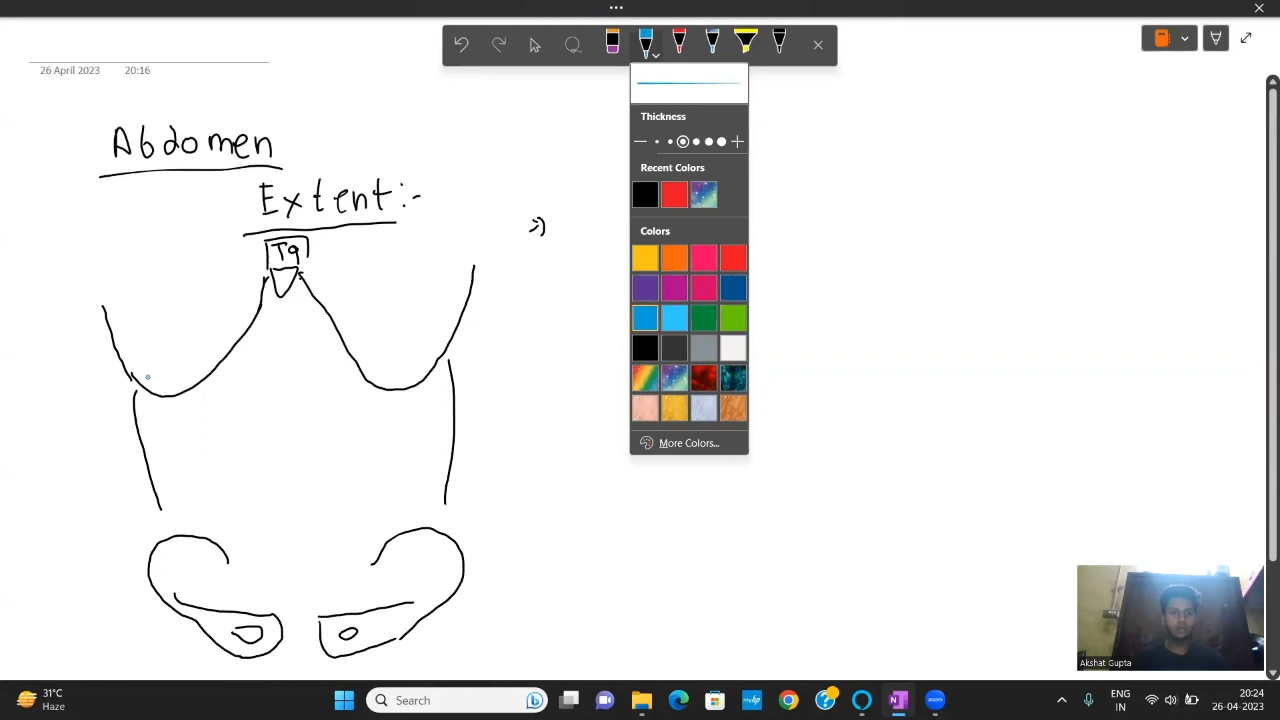 26 April 2023 20:16
Abdomen
Extent:-
T9
Thickness
Recent Colors
Colors
More Colors...
Akshat Gupta
31°C
Haze
Search
ENG
IN
20:24
26-04-2023